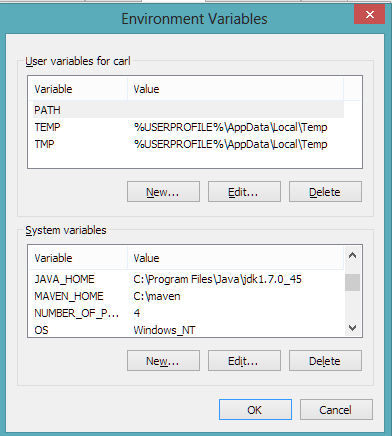 Environment Variables
User variables for carl
Variable Value
PATH
TEMP %USERPROFILE%\AppData\Local\Temp
TMP %USERPROFILE%\AppData\Local\Temp
New... Edit... Delete
System variables
Variable Value
JAVA_HOME C:\Program Files\Java\jdk1.7.0_45
MAVEN_HOME C:\maven
NUMBER_OF_P... 4
OS Windows_NT
New... Edit... Delete
OK Cancel